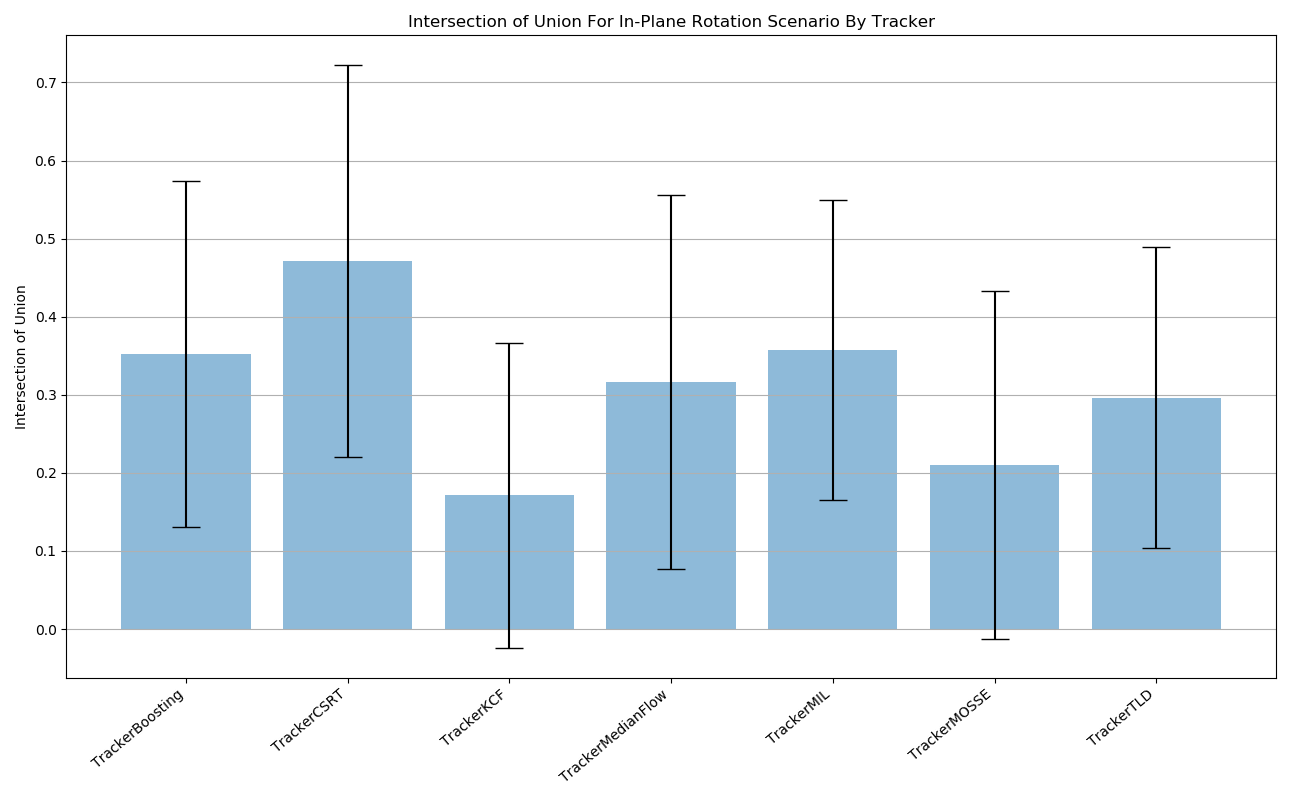 Intersection of Union For In-Plane Rotation Scenario By Tracker
Intersection of Union
0.7
0.6
0.5
0.4
0.3
0.2
0.1
0.0
TrackerBoosting
TrackerCSRT
TrackerKCF
TrackerMedianFlow
TrackerMIL
TrackerMOSSE
TrackerTLD